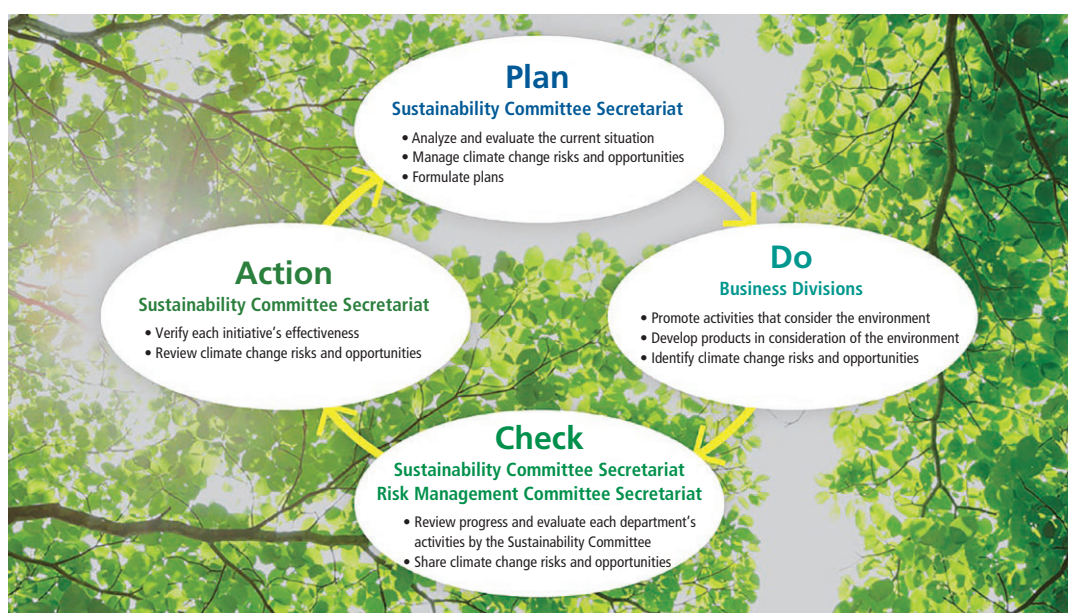 Plan
Sustainability Committee Secretariat
• Analyze and evaluate the current situation
• Manage climate change risks and opportunities
• Formulate plans
Do
Business Divisions
• Promote activities that consider the environment
• Develop products in consideration of the environment
• Identify climate change risks and opportunities
Check
Sustainability Committee Secretariat
Risk Management Committee Secretariat
• Review progress and evaluate each department’s
activities by the Sustainability Committee
• Share climate change risks and opportunities
Action
Sustainability Committee Secretariat
• Verify each initiative’s effectiveness
• Review climate change risks and opportunities